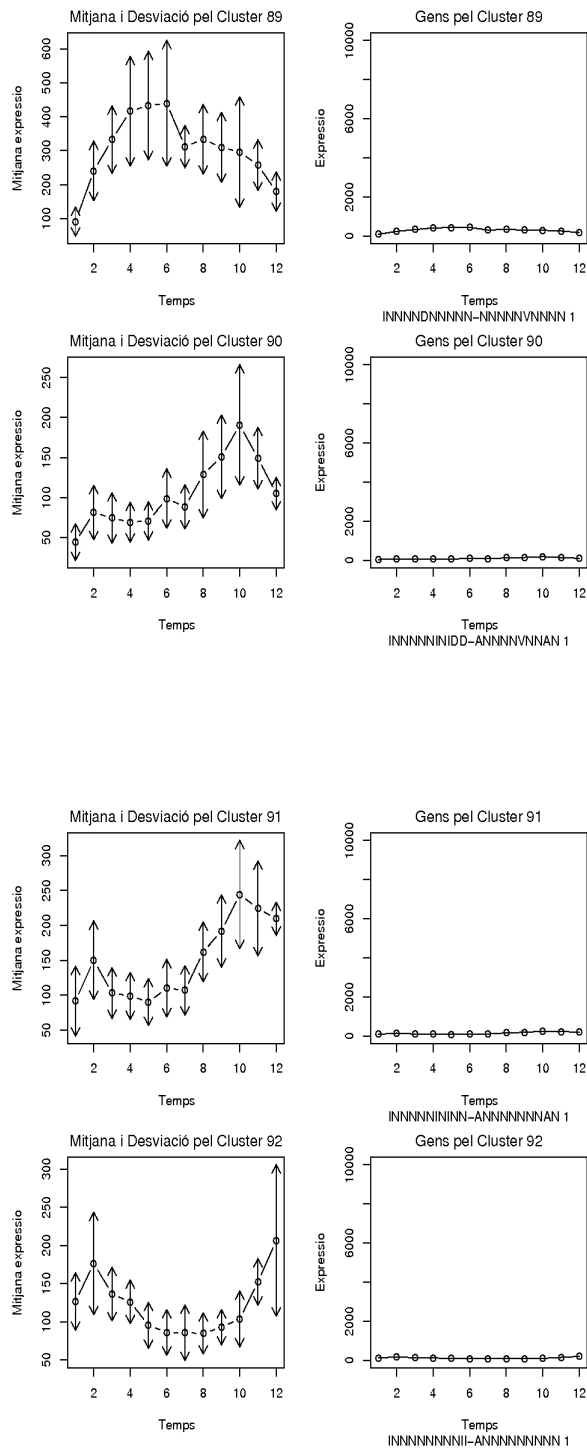 Mitjana i Desviació pel Cluster 89
Gens pel Cluster 89
Mitjana expressio
100 200 300 400 500 600
2 4 6 8 10 12
Temps
Expressio
0 2000 6000 10000
2 4 6 8 10 12
Temps
INNNNDNNNNN-NNNNNVNNNN 1
Mitjana i Desviació pel Cluster 90
Gens pel Cluster 90
Mitjana expressio
50 100 150 200 250
2 4 6 8 10 12
Temps
Expressio
0 2000 6000 10000
2 4 6 8 10 12
Temps
INNNNNINIDD-ANNNNVNNAN 1
Mitjana i Desviació pel Cluster 91
Gens pel Cluster 91
Mitjana expressio
50 100 150 200 250 300
2 4 6 8 10 12
Temps
Expressio
0 2000 6000 10000
2 4 6 8 10 12
Temps
INNNNNININN-ANNNNNNNAN 1
Mitjana i Desviació pel Cluster 92
Gens pel Cluster 92
Mitjana expressio
50 100 150 200 250 300
2 4 6 8 10 12
Temps
Expressio
0 2000 6000 10000
2 4 6 8 10 12
Temps
INNNNNNNNII-ANNNNNNNNN 1